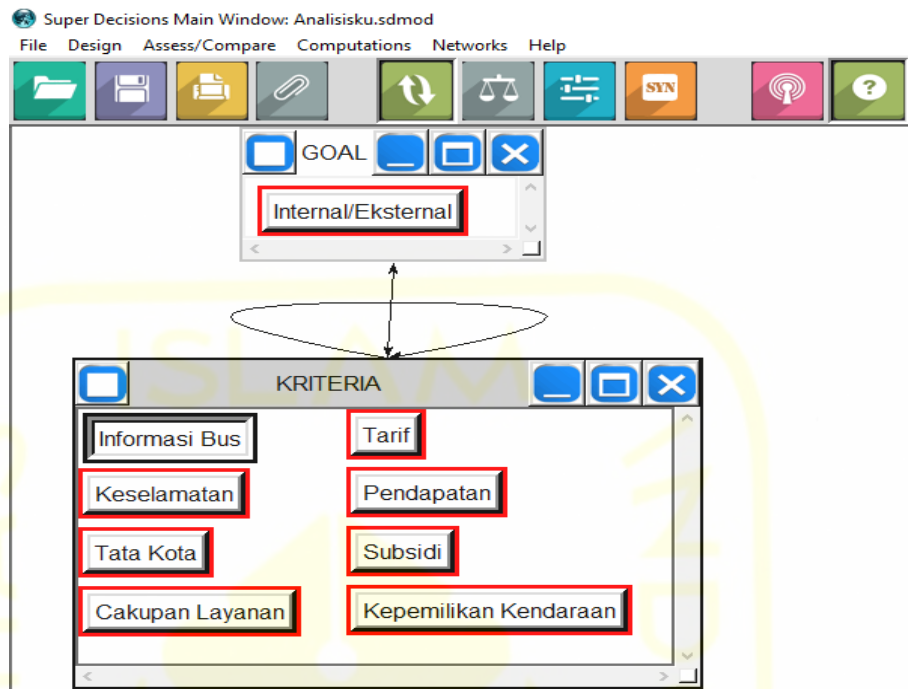 Super Decisions Main Window: Analisisku.sdmod
File Design Assess/Compare Computations Networks Help
SYN
?
GOAL
Internal/Eksternal
ISLAM
KRITERIA
Informasi Bus Tarif
Keselamatan Pendapatan
Tata Kota Subsidi
Cakupan Layanan Kepemilikan Kendaraan